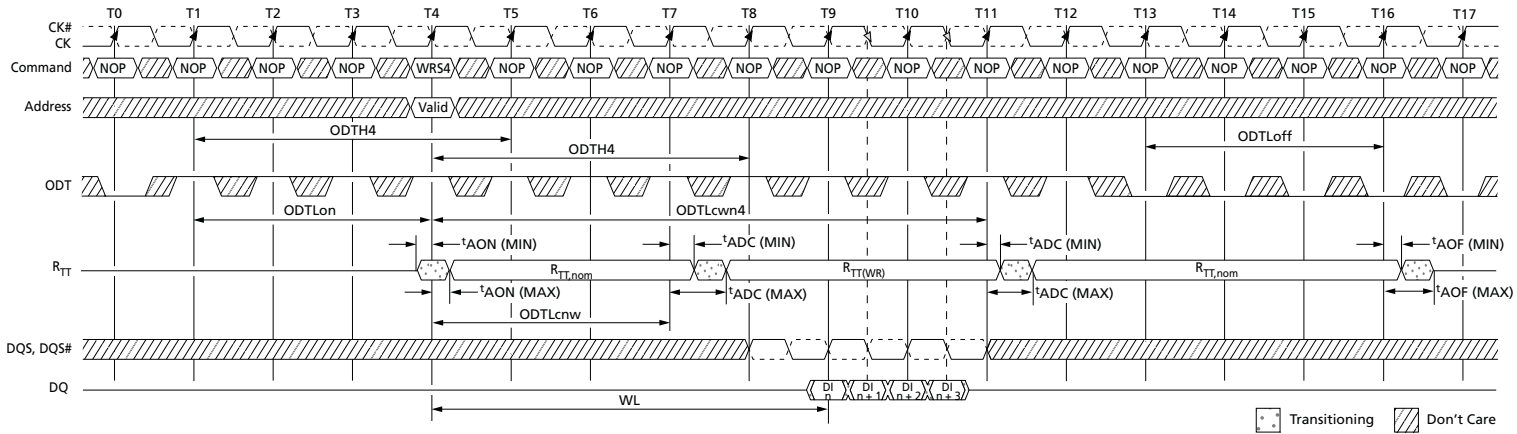 T0 T1 T2 T3 T4 T5 T6 T7 T8 T9 T10 T11 T12 T13 T14 T15 T16 T17
CK#
CK
Command NOP NOP NOP NOP WRS4 NOP NOP NOP NOP NOP NOP NOP NOP NOP NOP NOP NOP NOP
Address Valid
ODTH4 ODTLoff
ODTH4
ODT
ODTLon ODTLcwn4
tAON (MIN) tADC (MIN) tADC (MIN) tAOF (MIN)
RTT RTT,nom RTT(WR) RTT,nom
tAON (MAX) tADC (MAX) tADC (MAX) tAOF (MAX)
ODTLcnw
DQS, DQS#
DQ DI n DI n + 1 DI n + 2 DI n + 3
WL
Transitioning Don't Care